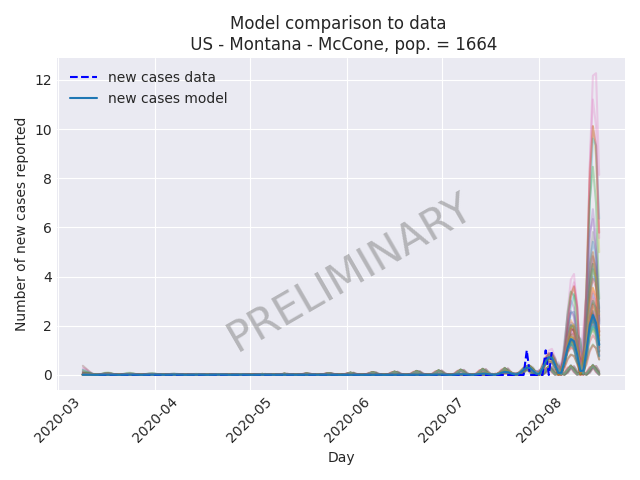 Model comparison to data
US - Montana - McCone, pop. = 1664
new cases data
new cases model
Number of new cases reported
12
10
8
6
4
2
0
PRELIMINARY
2020-03
2020-04
2020-05
2020-06
2020-07
2020-08
Day